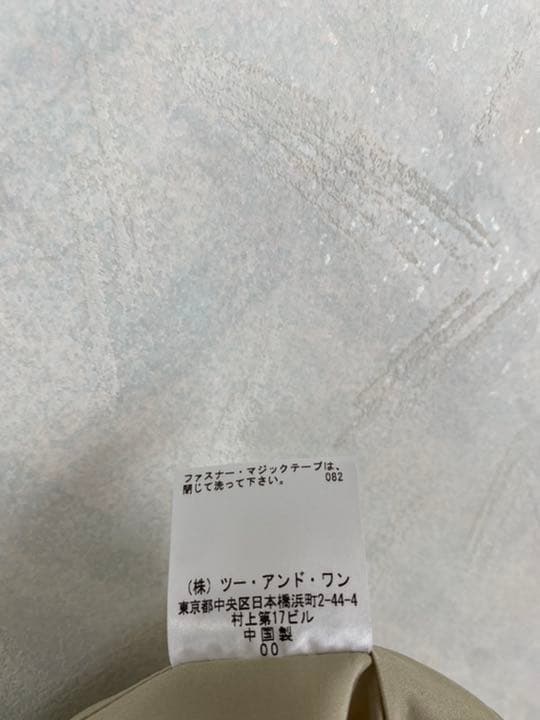 ファスナー・マジックテープは、
閉じて洗って下さい。 082
(株) ツー・アンド・ワン
東京都中央区日本橋浜町2-44-4
村上第17ビル
中国製
00